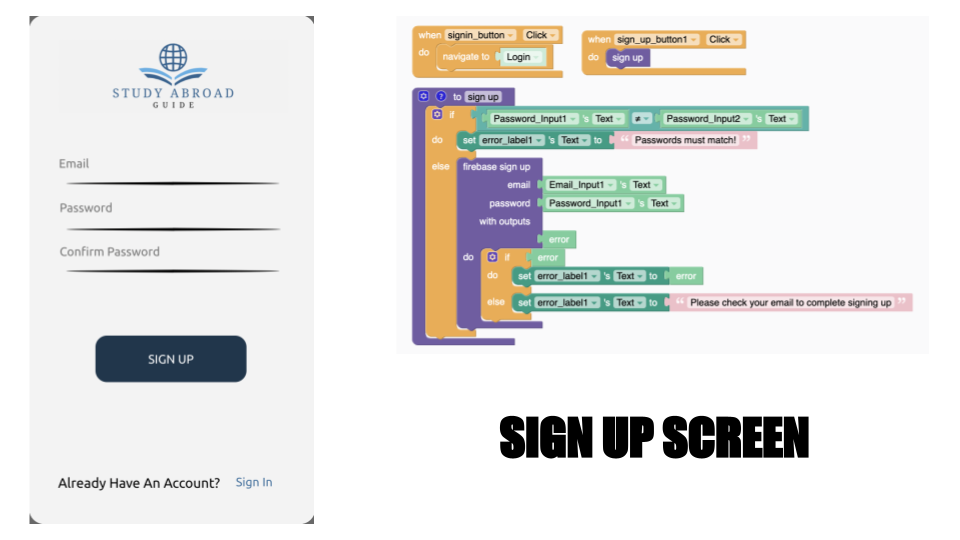 STUDY ABROAD
GUIDE
Email
Password
Confirm Password
SIGN UP
Already Have An Account? Sign In
when signin_button Click
do navigate to Login
when sign_up_button1 Click
do sign up
? to sign up
if Password_Input1 's Text ≠ Password_Input2 's Text
do set error_label1 's Text to “ Passwords must match! ”
else firebase sign up
email Email_Input1 's Text
password Password_Input1 's Text
with outputs
error
do if error
do set error_label1 's Text to error
else set error_label1 's Text to “ Please check your email to complete signing up ”
SIGN UP SCREEN